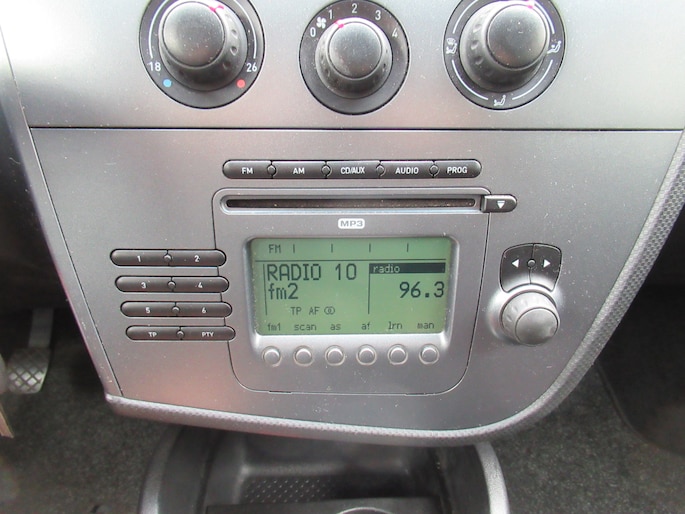 18 26
0 1 2 3 4
FM AM CD/AUX AUDIO PROG
MP3
FM
RADIO 10 radio
fm2 96.3
TP AF
fm1 scan as af lrn man
1 2
3 4
5 6
TP PTY